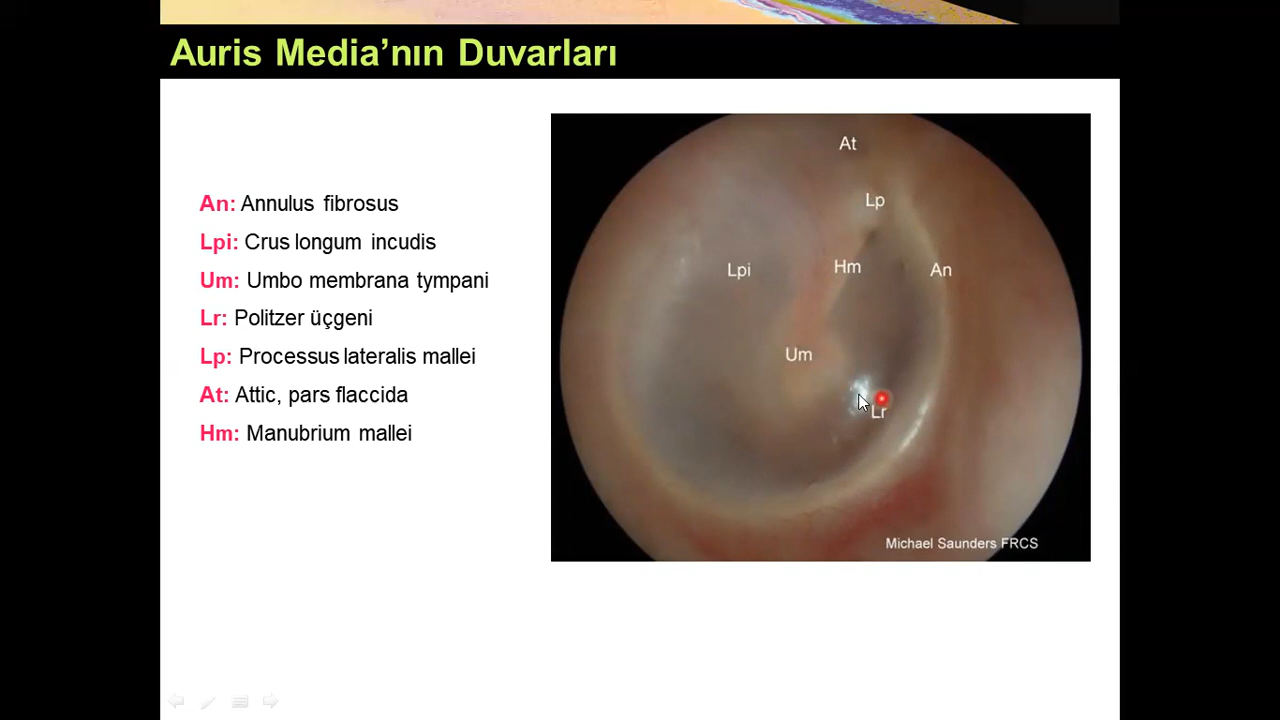 Auris Media’nın Duvarları
An: Annulus fibrosus
Lpi: Crus longum incudis
Um: Umbo membrana tympani
Lr: Politzer üçgeni
Lp: Processus lateralis mallei
At: Attic, pars flaccida
Hm: Manubrium mallei
At
Lp
Lpi
Hm
An
Um
Lr
Michael Saunders FRCS